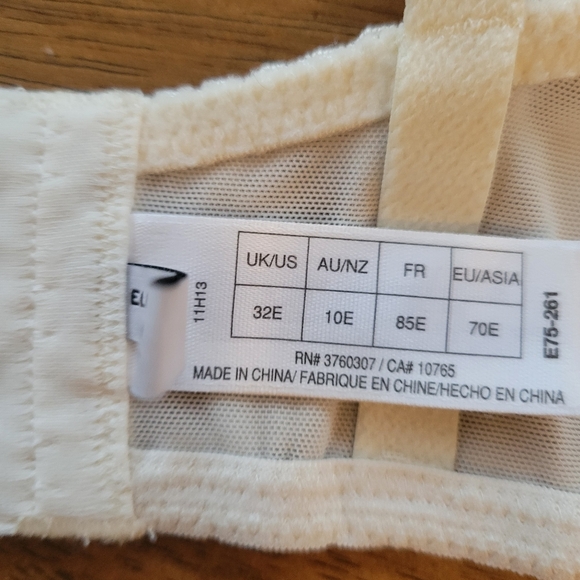 UK/US AU/NZ FR EU/ASIA
32E 10E 85E 70E
RN# 3760307 / CA# 10765
MADE IN CHINA/ FABRIQUE EN CHINE/HECHO EN CHINA
11H13
E75-261